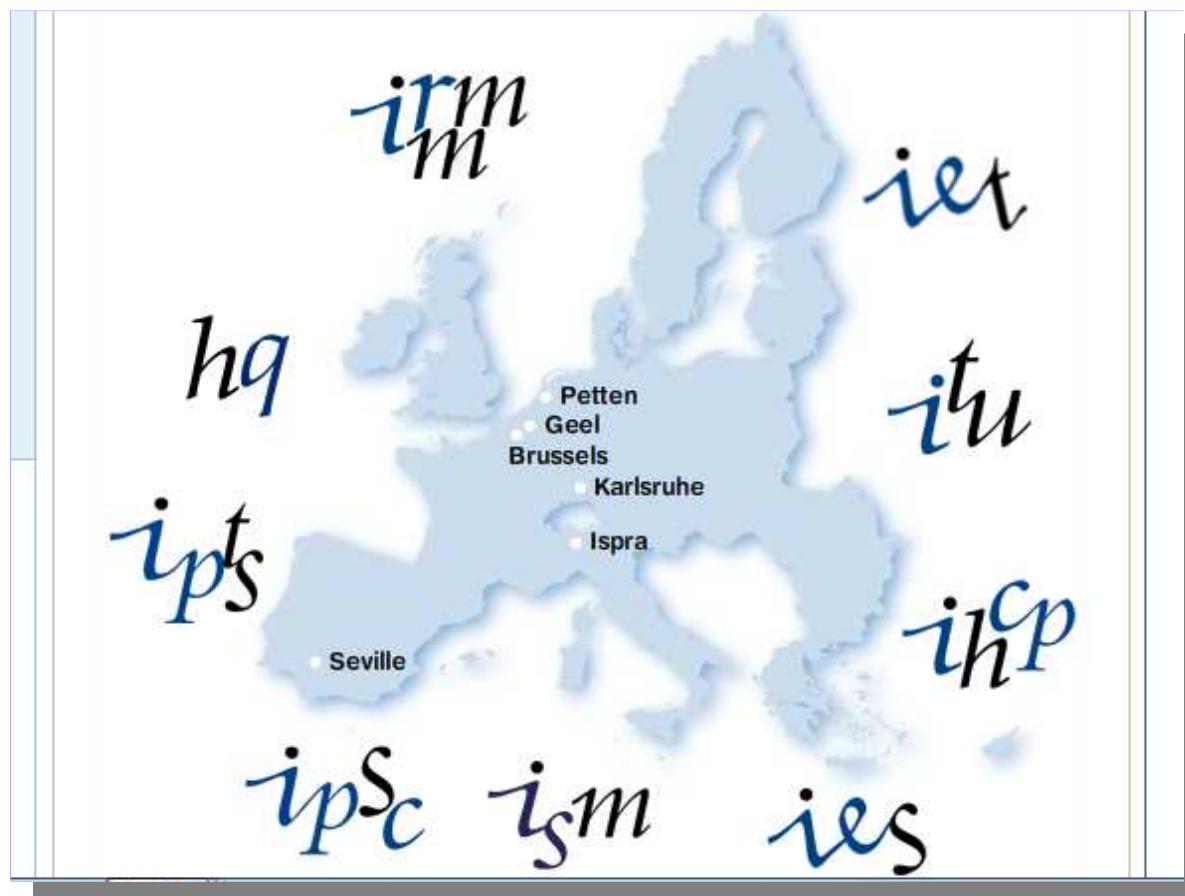 irmm
iet
hq
itu
Petten
Geel
Brussels
Karlsruhe
ipts
Ispra
ihcp
Seville
ipsc
ism
ies